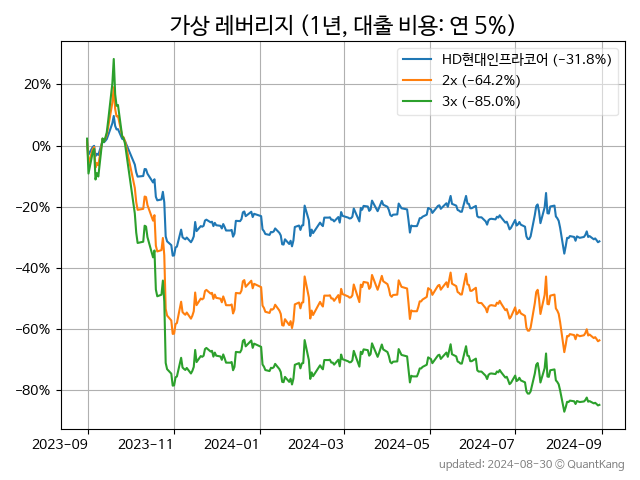 가상 레버리지 (1년, 대출 비용: 연 5%)
HD현대인프라코어 (−31.8%)
2x (−64.2%)
3x (−85.0%)
20%
0%
−20%
−40%
−60%
−80%
2023−09 2023−11 2024−01 2024−03 2024−05 2024−07 2024−09
updated: 2024-08-30 © QuantKang